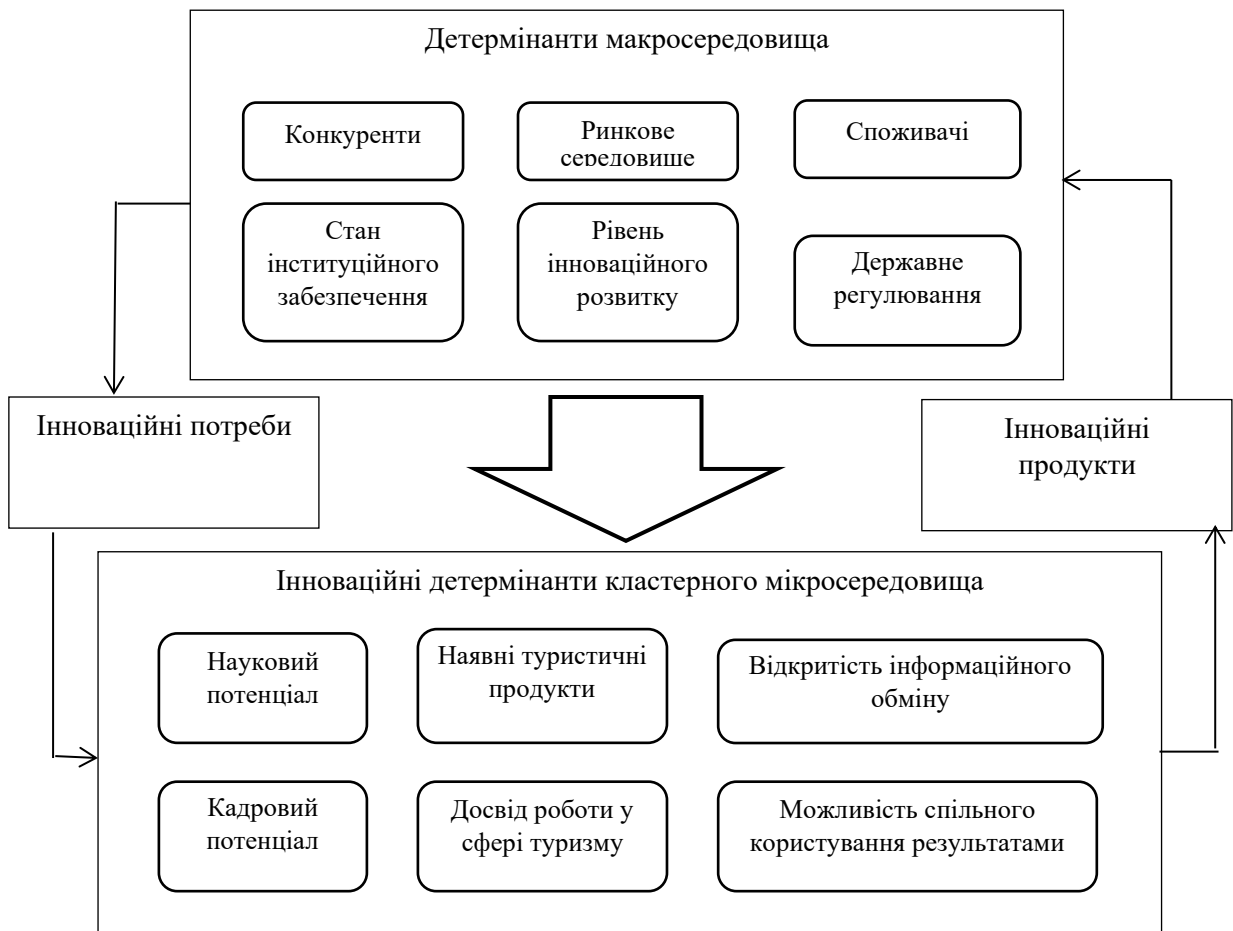 Детермінанти макросередовища
Конкуренти
Ринкове
середовише
Споживачі
Стан
інституційного
забезпечення
Рівень
інноваційного
розвитку
Державне
регулювання
Інноваційні потреби
Інноваційні
продукти
Інноваційні детермінанти кластерного мікросередовища
Науковий
потенціал
Наявні туристичні
продукти
Відкритість інформаційного
обміну
Кадровий
потенціал
Досвід роботи у
сфері туризму
Можливість спільного
користування результатами